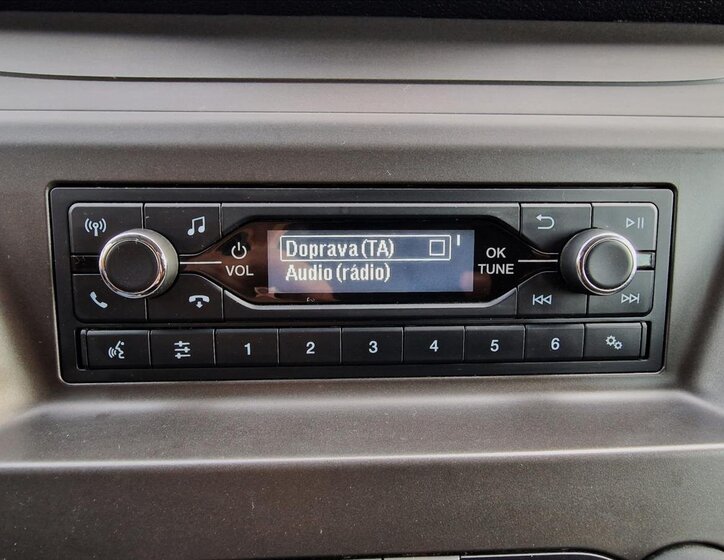 Doprava (TA)
Audio (rádio)
VOL
OK
TUNE
1 2 3 4 5 6